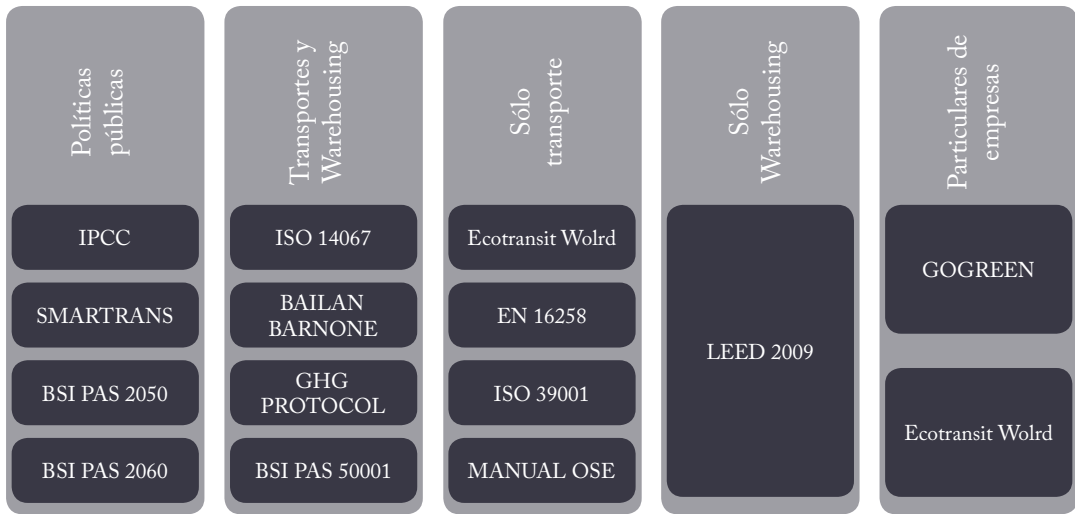 Políticas
públicas
IPCC
SMARTRANS
BSI PAS 2050
BSI PAS 2060
Transportes y
Warehousing
ISO 14067
BAILAN
BARNONE
GHG
PROTOCOL
BSI PAS 50001
Sólo
transporte
Ecotransit Wolrd
EN 16258
ISO 39001
MANUAL OSE
Sólo
Warehousing
LEED 2009
Particulares de
empresas
GOGREEN
Ecotransit Wolrd